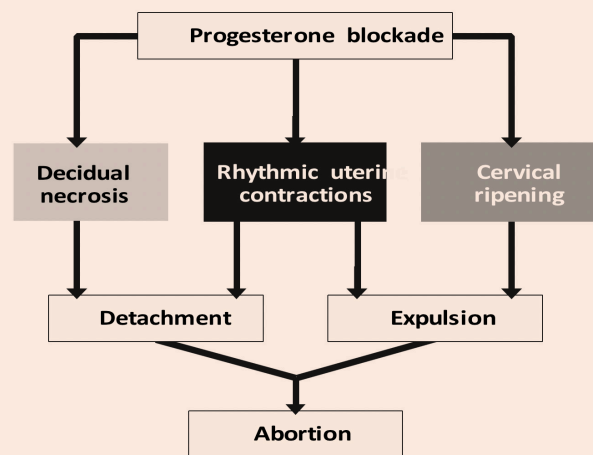 Progesterone blockade
Decidual
necrosis
Rhythmic uterine
contractions
Cervical
ripening
Detachment
Expulsion
Abortion